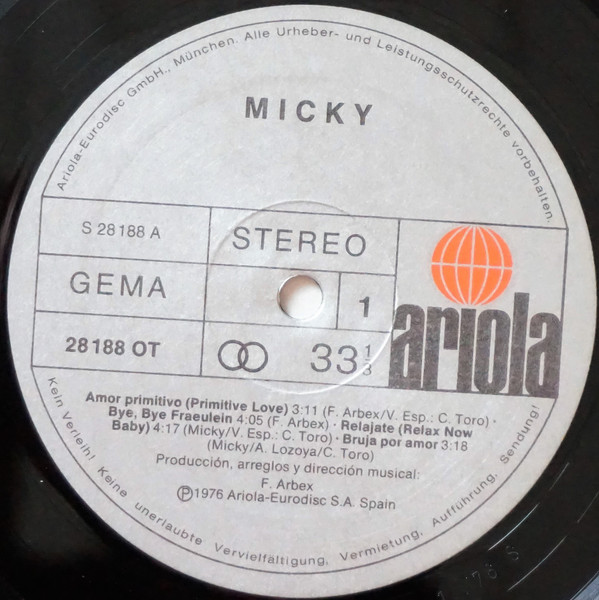 Ariola-Eurodisc GmbH., München. Alle Urheber- und Leistungsschutzrechte vorbehalten.
MICKY
S 28 188 A
STEREO
GEMA
1
ariola
28 188 OT
33 1/3
Amor primitivo (Primitive Love) 3:11 (F. Arbex/V. Esp.: C. Toro) ·
Bye, Bye Fraeulein 4:05 (F. Arbex) · Relajate (Relax Now
Baby) 4:17 (Micky/V. Esp.: C. Toro) · Bruja por amor 3:18
(Micky/A. Lozoya/C. Toro)
Producción, arreglos y dirección musical:
F. Arbex
Ⓟ1976 Ariola-Eurodisc S.A. Spain
Kein Verleih! Keine unerlaubte Vervielfältigung, Vermietung, Aufführung, Sendung!